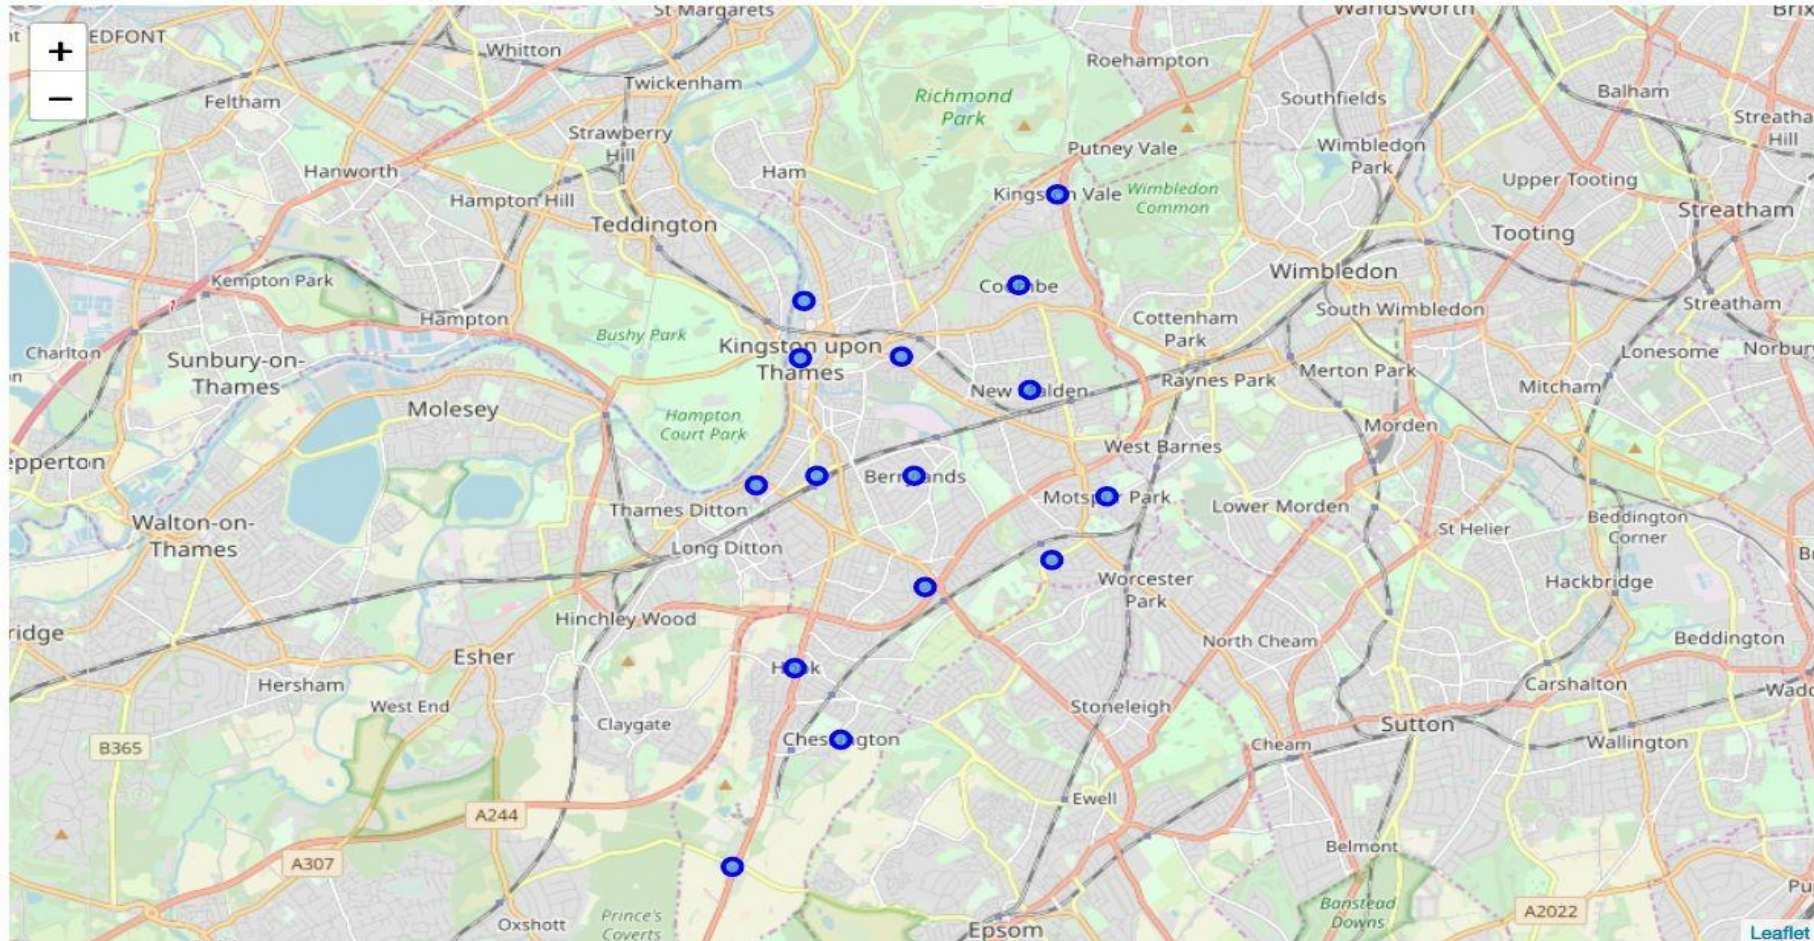 St Margarets
Wandsworth
EDFONT
+
Whitton
Roehampton
Twickenham
Feltham
Richmond
Park
Southfields
Balham
Strawberry
Hill
Streatha
Hill
Putney Vale
Wimbledon
Park
Hanworth
Ham
Upper Tooting
Hampton Hill
Kingston Vale
Wimbledon
Common
Streatham
Teddington
Tooting
Kempton Park
Coombe
Wimbledon
Streatham
Hampton
South Wimbledon
Cottenham
Park
Bushy Park
Charlton
Sunbury-on-
Thames
Kingston upon
Thames
Lonesome
Norbury
Merton Park
Raynes Park
Mitcham
New Malden
Molesey
Hampton
Court Park
Morden
West Barnes
epperton
Berrylands
Motspur Park
Thames Ditton
Lower Morden
Walton-on-
Thames
St Helier
Beddington
Corner
Long Ditton
Worcester
Park
Hackbridge
Hinchley Wood
ridge
North Cheam
Beddington
Esher
Hook
Hersham
Carshalton
Wadd
West End
Stoneleigh
Claygate
Sutton
B365
Chessington
Cheam
Wallington
Ewell
A244
Belmont
A307
Pu
Oxshott
Prince's
Coverts
Epsom
Banstead
Downs
A2022
Leaflet